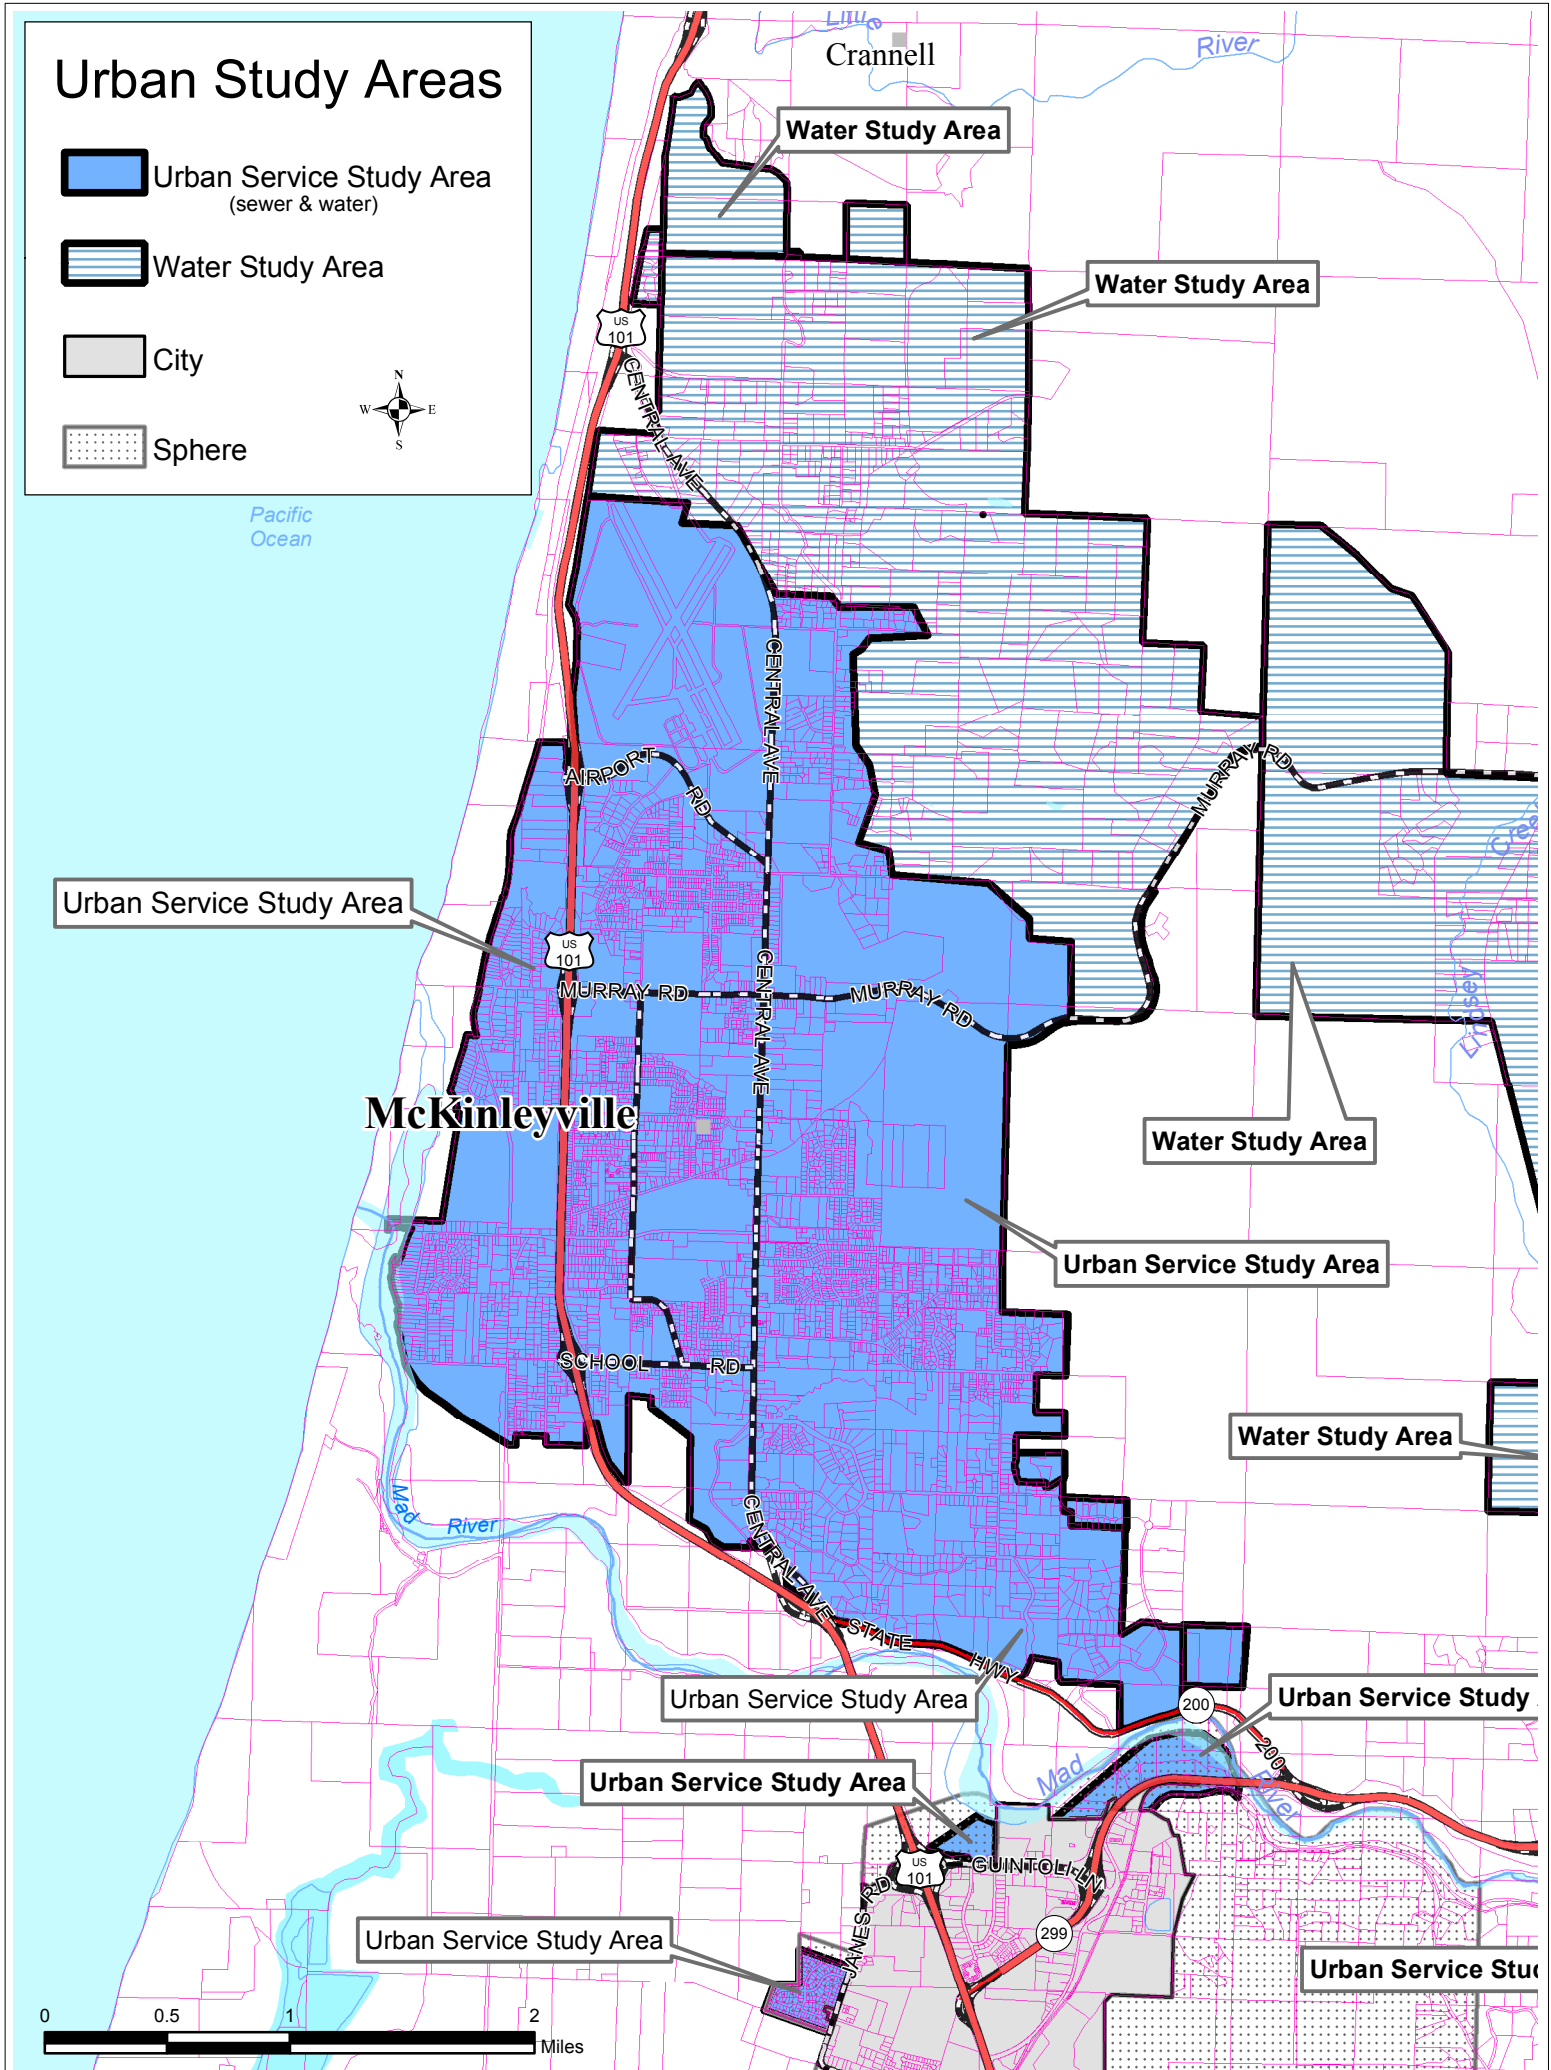 Urban Study Areas
Urban Service Study Area
(sewer & water)
Water Study Area
City
Sphere
N
W
E
S
Little
River
Crannell
Water Study Area
Water Study Area
US
101
CENTRAL AVE
Pacific
Ocean
CENTRAL AVE
AIRPORT
RD
MURRAY RD
Urban Service Study Area
US
101
MURRAY RD
MURRAY RD
CENTRAL AVE
Lindsey
Cree
McKinleyville
Water Study Area
Urban Service Study Area
SCHOOL
RD
Water Study Area
Mad
River
CENTRAL AVE
STATE
HWY
Urban Service Study Area
200
Urban Service Study
200
Mad
River
Urban Service Study Area
US
101
GUINTOLI LN
JANES RD
299
Urban Service Study Area
Urban Service Stud
0
0.5
1
2
Miles